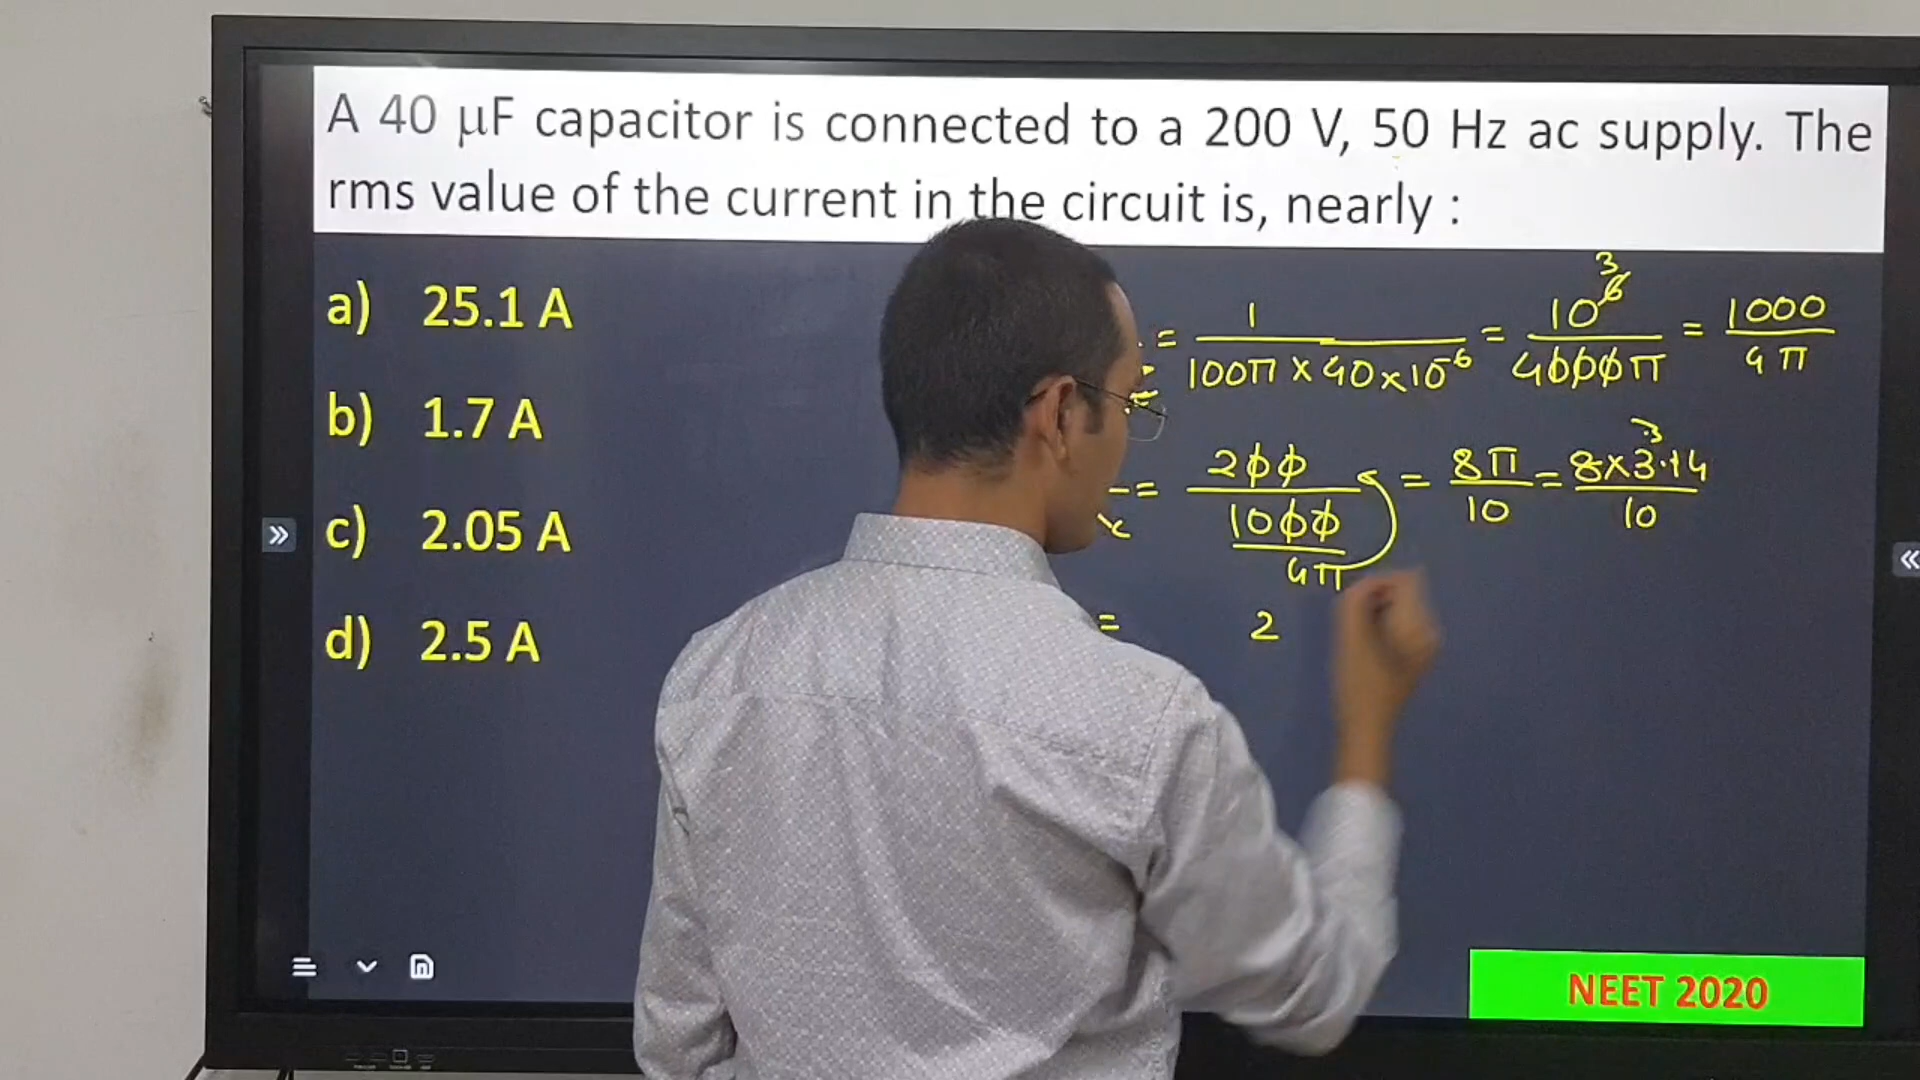 A 40 μF capacitor is connected to a 200 V, 50 Hz ac supply. The
rms value of the current in the circuit is, nearly :
a) 25.1 A
b) 1.7 A
c) 2.05 A
d) 2.5 A
= 1 / 100π × 40 × 10⁻⁶ = 10⁶ 3 / 4000π = 1000 / 4π
= 200 / (1000 / 4π) = 8π / 10 = 8 × 3.14 / 10
= 2
NEET 2020